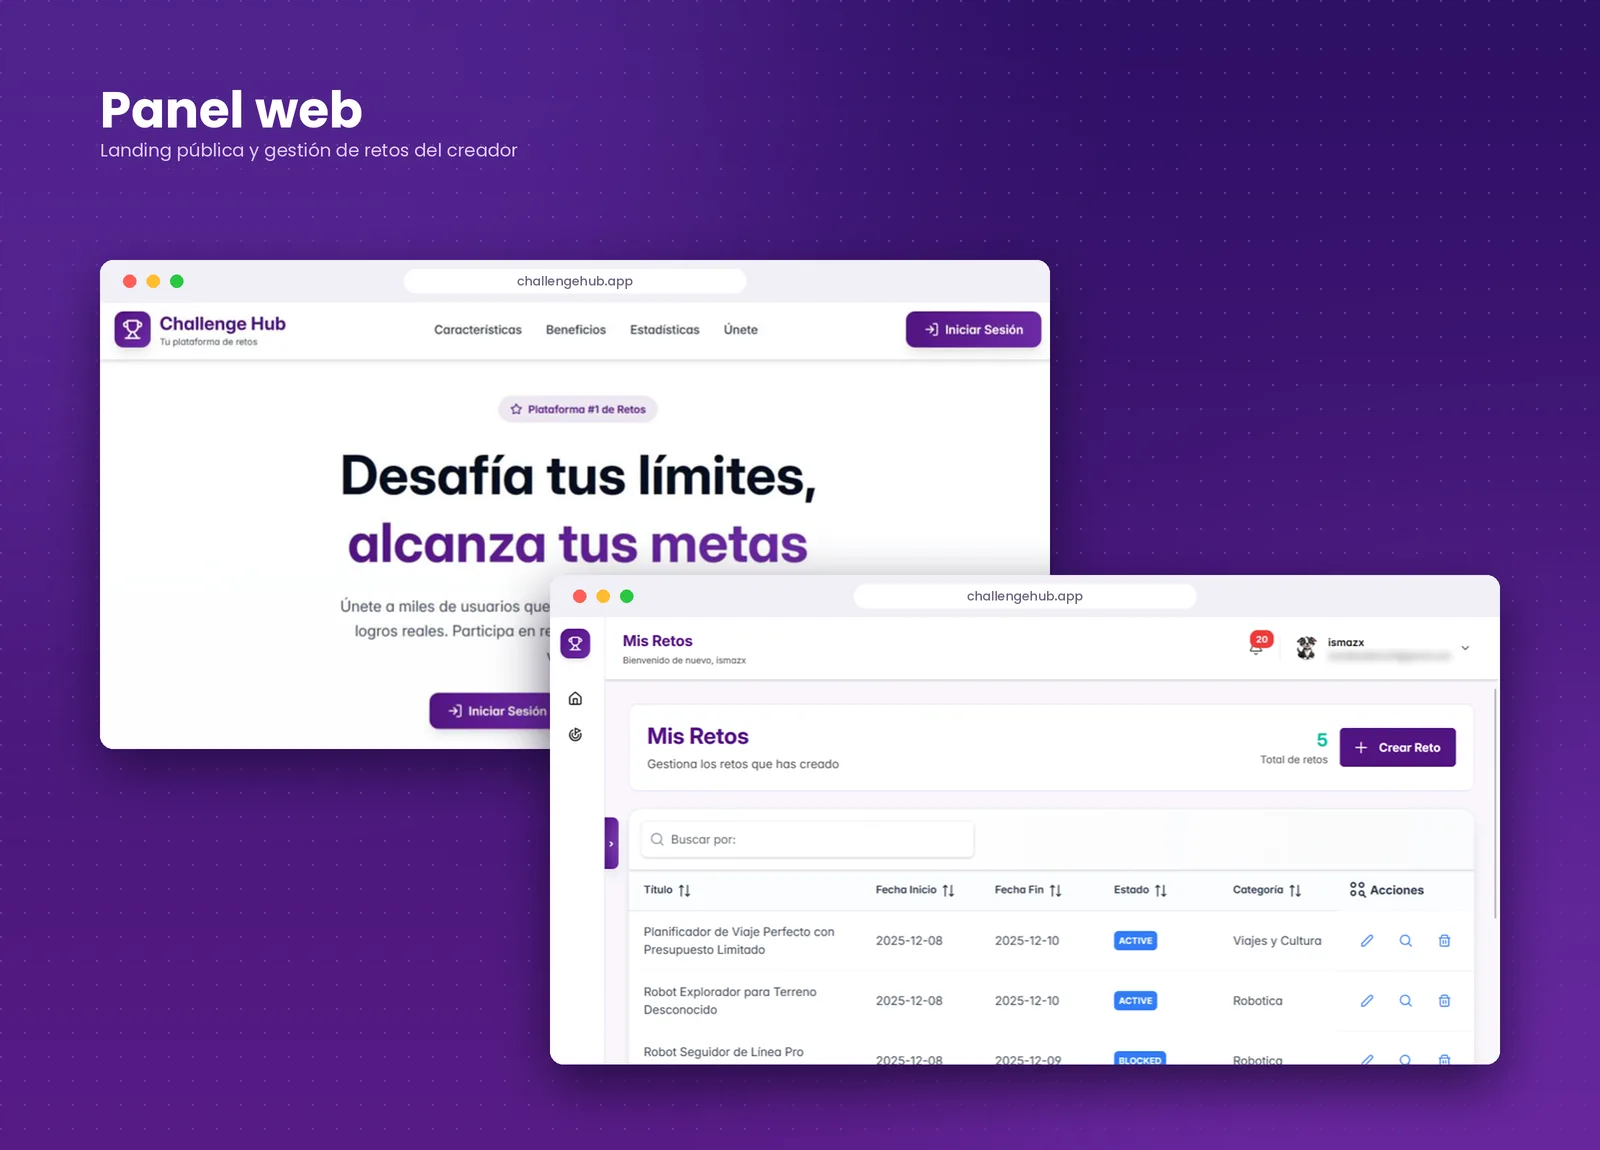 Panel web
Landing pública y gestión de retos del creador
challengehub.app
Challenge Hub
Tu plataforma de retos
Características
Beneficios
Estadísticas
Únete
Iniciar Sesión
Plataforma #1 de Retos
Desafía tus límites,
alcanza tus metas
Únete a miles de usuarios que
logros reales. Participa en
Iniciar Sesión
challengehub.app
Mis Retos
Bienvenido de nuevo, ismazx
20
ismazx
Mis Retos
Gestiona los retos que has creado
5
Total de retos
Crear Reto
Buscar por:
Título Fecha Inicio Fecha Fin Estado Categoría Acciones
Planificador de Viaje Perfecto con
Presupuesto Limitado
2025-12-08 2025-12-10 ACTIVE Viajes y Cultura
Robot Explorador para Terreno
Desconocido
2025-12-08 2025-12-10 ACTIVE Robotica
Robot Seguidor de Línea Pro
2025-12-08 2025-12-09 BLOCKED Robotica